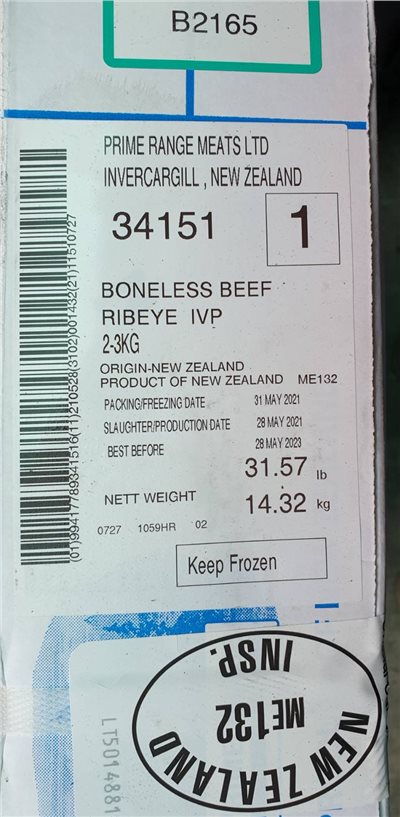 B2165
PRIME RANGE MEATS LTD
INVERCARGILL , NEW ZEALAND
34151
1
BONELESS BEEF
RIBEYE IVP
2-3KG
ORIGIN-NEW ZEALAND
PRODUCT OF NEW ZEALAND ME132
PACKING/FREEZING DATE 31 MAY 2021
SLAUGHTER/PRODUCTION DATE 28 MAY 2021
BEST BEFORE 28 MAY 2023
31.57 lb
NETT WEIGHT 14.32 kg
0727 1059HR 02
Keep Frozen
(01)99417789341516(11)210528(3102)001432(21)11510727
NEW ZEALAND
ME132
INSP.
LT5014881